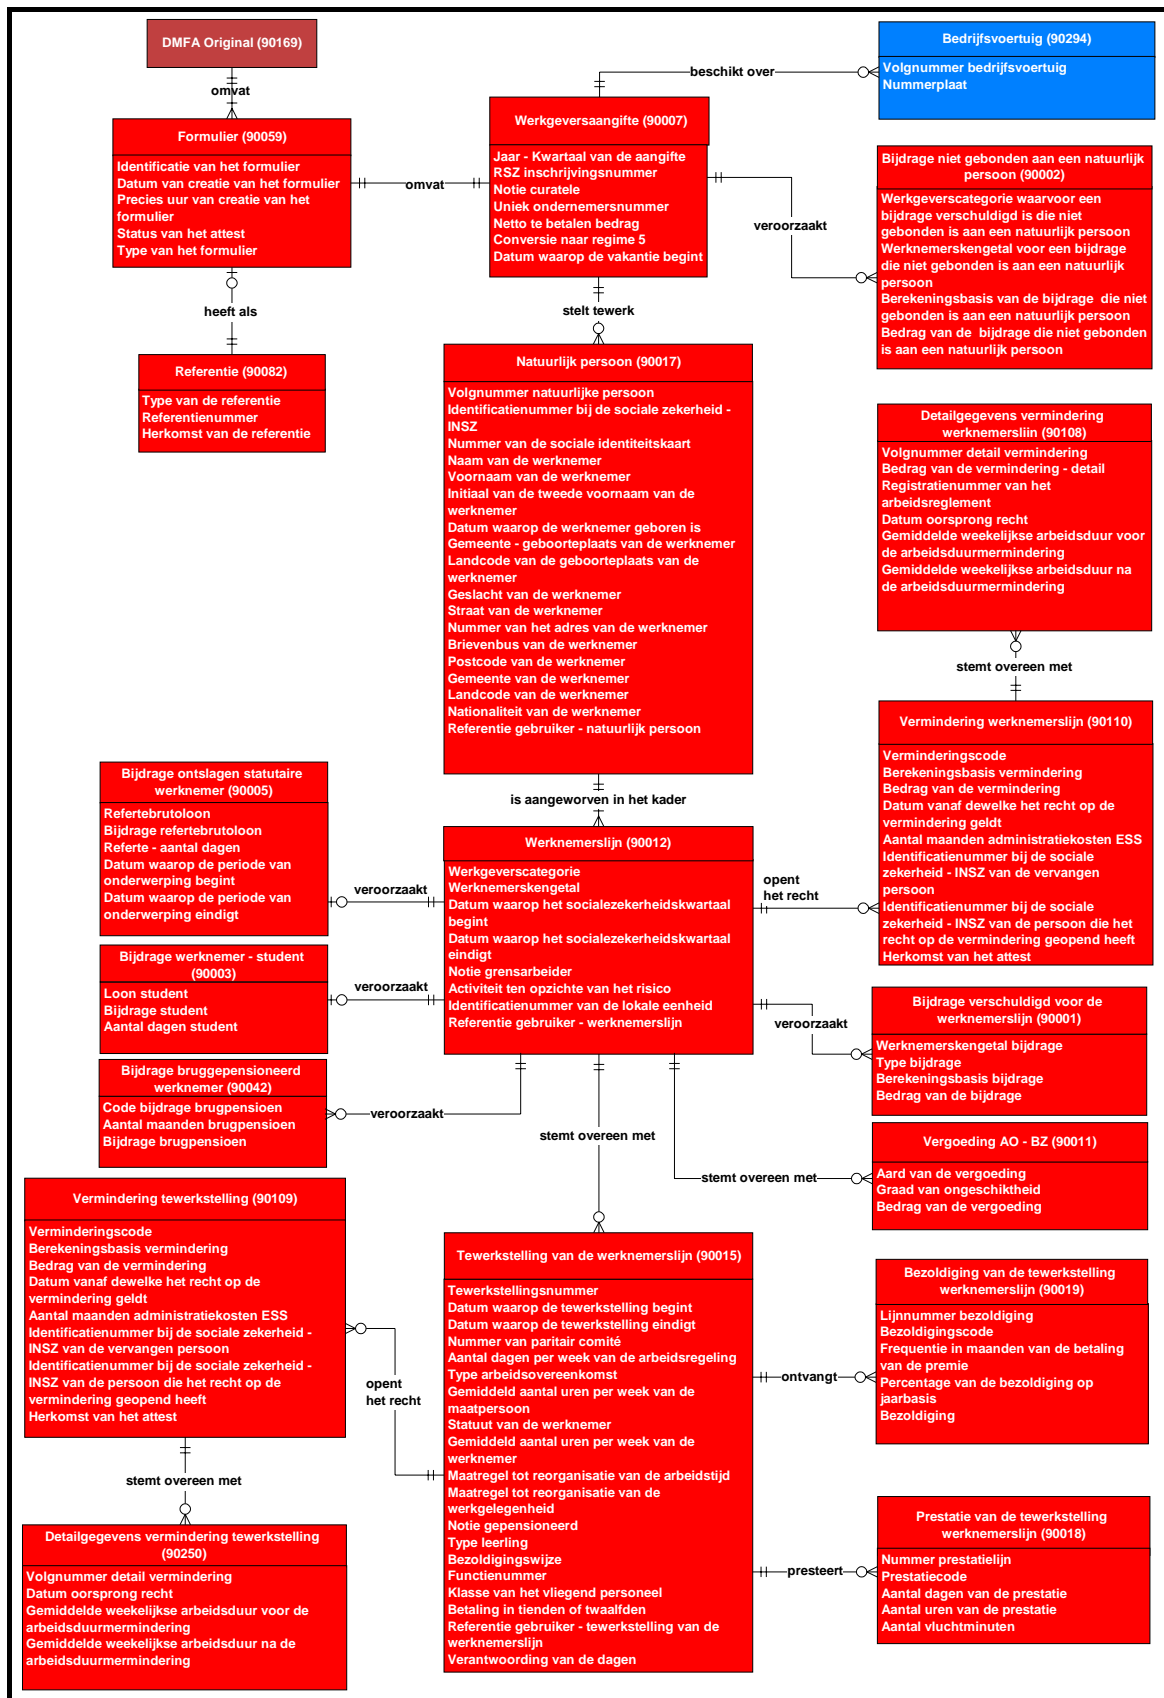 DMFA Original (90169)
omvat
Formulier (90059)
Identificatie van het formulier
Datum van creatie van het formulier
Precies uur van creatie van het
formulier
Status van het attest
Type van het formulier
omvat
heeft als
Referentie (90082)
Type van de referentie
Referentienummer
Herkomst van de referentie
Werkgeversaangifte (90007)
Jaar - Kwartaal van de aangifte
RSZ inschrijvingsnummer
Notie curatele
Uniek ondernemersnummer
Netto te betalen bedrag
Conversie naar regime 5
Datum waarop de vakantie begint
beschikt over
Bedrijfsvoertuig (90294)
Volgnummer bedrijfsvoertuig
Nummerplaat
veroorzaakt
Bijdrage niet gebonden aan een natuurlijk
persoon (90002)
Werkgeverscategorie waarvoor een
bijdrage verschuldigd is die niet
gebonden is aan een natuurlijk persoon
Werknemerskengetal voor een bijdrage
die niet gebonden is aan een natuurlijk
persoon
Berekeningsbasis van de bijdrage die niet
gebonden is aan een natuurlijk persoon
Bedrag van de bijdrage die niet gebonden
is aan een natuurlijk persoon
stelt tewerk
Natuurlijk persoon (90017)
Volgnummer natuurlijke persoon
Identificatienummer bij de sociale zekerheid -
INSZ
Nummer van de sociale identiteitskaart
Naam van de werknemer
Voornaam van de werknemer
Initiaal van de tweede voornaam van de
werknemer
Datum waarop de werknemer geboren is
Gemeente - geboorteplaats van de werknemer
Landcode van de geboorteplaats van de
werknemer
Geslacht van de werknemer
Straat van de werknemer
Nummer van het adres van de werknemer
Brievenbus van de werknemer
Postcode van de werknemer
Gemeente van de werknemer
Landcode van de werknemer
Nationaliteit van de werknemer
Referentie gebruiker - natuurlijk persoon
Detailgegevens vermindering
werknemersliin (90108)
Volgnummer detail vermindering
Bedrag van de vermindering - detail
Registratienummer van het
arbeidsreglement
Datum oorsprong recht
Gemiddelde weekelijkse arbeidsduur voor
de arbeidsduurmermindering
Gemiddelde weekelijkse arbeidsduur na
de arbeidsduurmermindering
stemt overeen met
Vermindering werknemerslijn (90110)
Verminderingscode
Berekeningsbasis vermindering
Bedrag van de vermindering
Datum vanaf dewelke het recht op de
vermindering geldt
Aantal maanden administratiekosten ESS
Identificatienummer bij de sociale
zekerheid - INSZ van de vervangen
persoon
Identificatienummer bij de sociale
zekerheid - INSZ van de persoon die het
recht op de vermindering geopend heeft
Herkomst van het attest
is aangeworven in het kader
Bijdrage ontslagen statutaire
werknemer (90005)
Refertebrutoloon
Bijdrage refertebrutoloon
Referte - aantal dagen
Datum waarop de periode van
onderwerping begint
Datum waarop de periode van
onderwerping eindigt
veroorzaakt
Werknemerslijn (90012)
Werkgeverscategorie
Werknemerskengetal
Datum waarop het socialezekerheidskwartaal
begint
Datum waarop het socialezekerheidskwartaal
eindigt
Notie grensarbeider
Activiteit ten opzichte van het risico
Identificatienummer van de lokale eenheid
Referentie gebruiker - werknemerslijn
opent
het recht
Bijdrage werknemer - student
(90003)
Loon student
Bijdrage student
Aantal dagen student
veroorzaakt
veroorzaakt
Bijdrage verschuldigd voor de
werknemerslijn (90001)
Werknemerskengetal bijdrage
Type bijdrage
Berekeningsbasis bijdrage
Bedrag van de bijdrage
Bijdrage bruggepensioneerd
werknemer (90042)
Code bijdrage brugpensioen
Aantal maanden brugpensioen
Bijdrage brugpensioen
veroorzaakt
stemt overeen met
stemt overeen met
Vergoeding AO - BZ (90011)
Aard van de vergoeding
Graad van ongeschiktheid
Bedrag van de vergoeding
Vermindering tewerkstelling (90109)
Verminderingscode
Berekeningsbasis vermindering
Bedrag van de vermindering
Datum vanaf dewelke het recht op de
vermindering geldt
Aantal maanden administratiekosten ESS
Identificatienummer bij de sociale zekerheid -
INSZ van de vervangen persoon
Identificatienummer bij de sociale zekerheid -
INSZ van de persoon die het recht op de
vermindering geopend heeft
Herkomst van het attest
opent
het recht
stemt overeen met
Detailgegevens vermindering tewerkstelling
(90250)
Volgnummer detail vermindering
Datum oorsprong recht
Gemiddelde weekelijkse arbeidsduur voor de
arbeidsduurmermindering
Gemiddelde weekelijkse arbeidsduur na de
arbeidsduurmermindering
Tewerkstelling van de werknemerslijn (90015)
Tewerkstellingsnummer
Datum waarop de tewerkstelling begint
Datum waarop de tewerkstelling eindigt
Nummer van paritair comité
Aantal dagen per week van de arbeidsregeling
Type arbeidsovereenkomst
Gemiddeld aantal uren per week van de
maatpersoon
Statuut van de werknemer
Gemiddeld aantal uren per week van de
werknemer
Maatregel tot reorganisatie van de arbeidstijd
Maatregel tot reorganisatie van de
werkgelegenheid
Notie gepensioneerd
Type leerling
Bezoldigingswijze
Functienummer
Klasse van het vliegend personeel
Betaling in tienden of twaalfden
Referentie gebruiker - tewerkstelling van de
werknemerslijn
Verantwoording van de dagen
ontvangt
Bezoldiging van de tewerkstelling
werknemerslijn (90019)
Lijnnummer bezoldiging
Bezoldigingscode
Frequentie in maanden van de betaling
van de premie
Percentage van de bezoldiging op
jaarbasis
Bezoldiging
presteert
Prestatie van de tewerkstelling
werknemerslijn (90018)
Nummer prestatielijn
Prestatiecode
Aantal dagen van de prestatie
Aantal uren van de prestatie
Aantal vluchtminuten